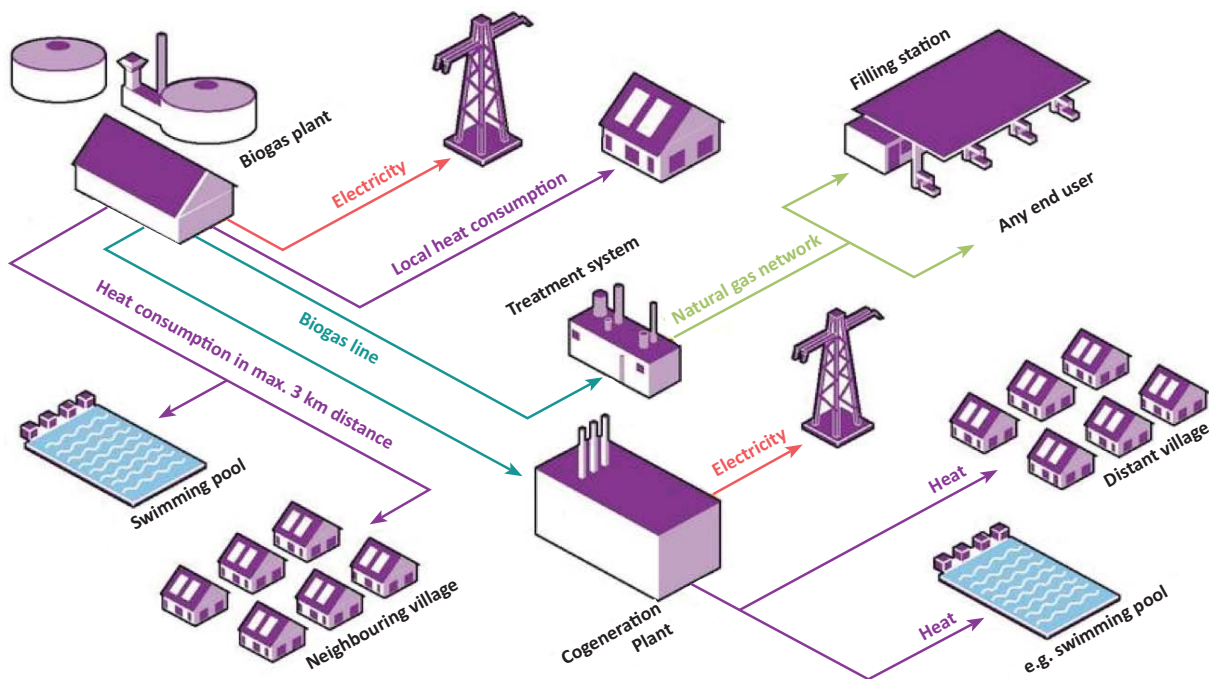 Biogas plant
Electricity
Local heat consumption
Filling station
Any end user
Treatment system
Natural gas network
Biogas line
Heat consumption in max. 3 km distance
Swimming pool
Neighbouring village
Electricity
Cogeneration
Plant
Heat
Distant village
Heat
e.g. swimming pool